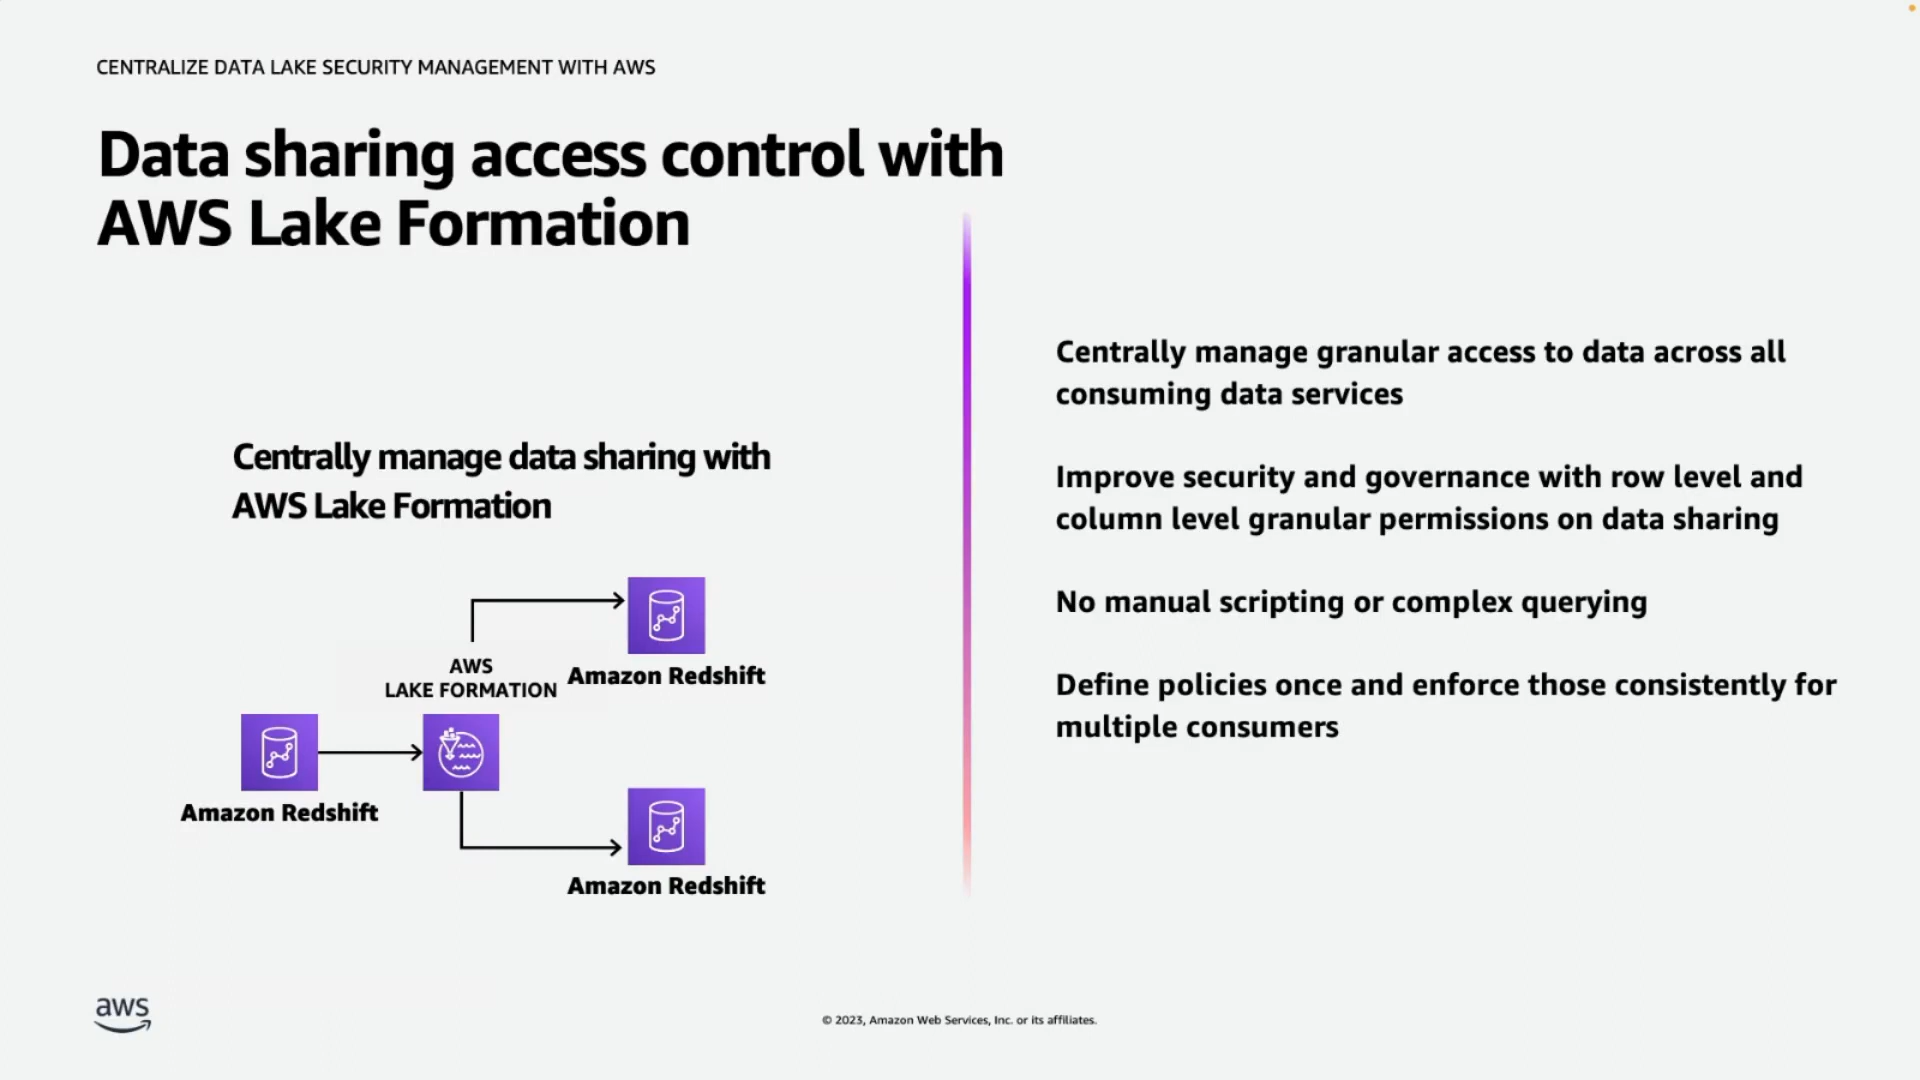 CENTRALIZE DATA LAKE SECURITY MANAGEMENT WITH AWS
Data sharing access control with
AWS Lake Formation
Centrally manage data sharing with
AWS Lake Formation
AWS
LAKE FORMATION
Amazon Redshift
Amazon Redshift
Amazon Redshift
Centrally manage granular access to data across all
consuming data services
Improve security and governance with row level and
column level granular permissions on data sharing
No manual scripting or complex querying
Define policies once and enforce those consistently for
multiple consumers
aws
© 2023, Amazon Web Services, Inc. or its affiliates.